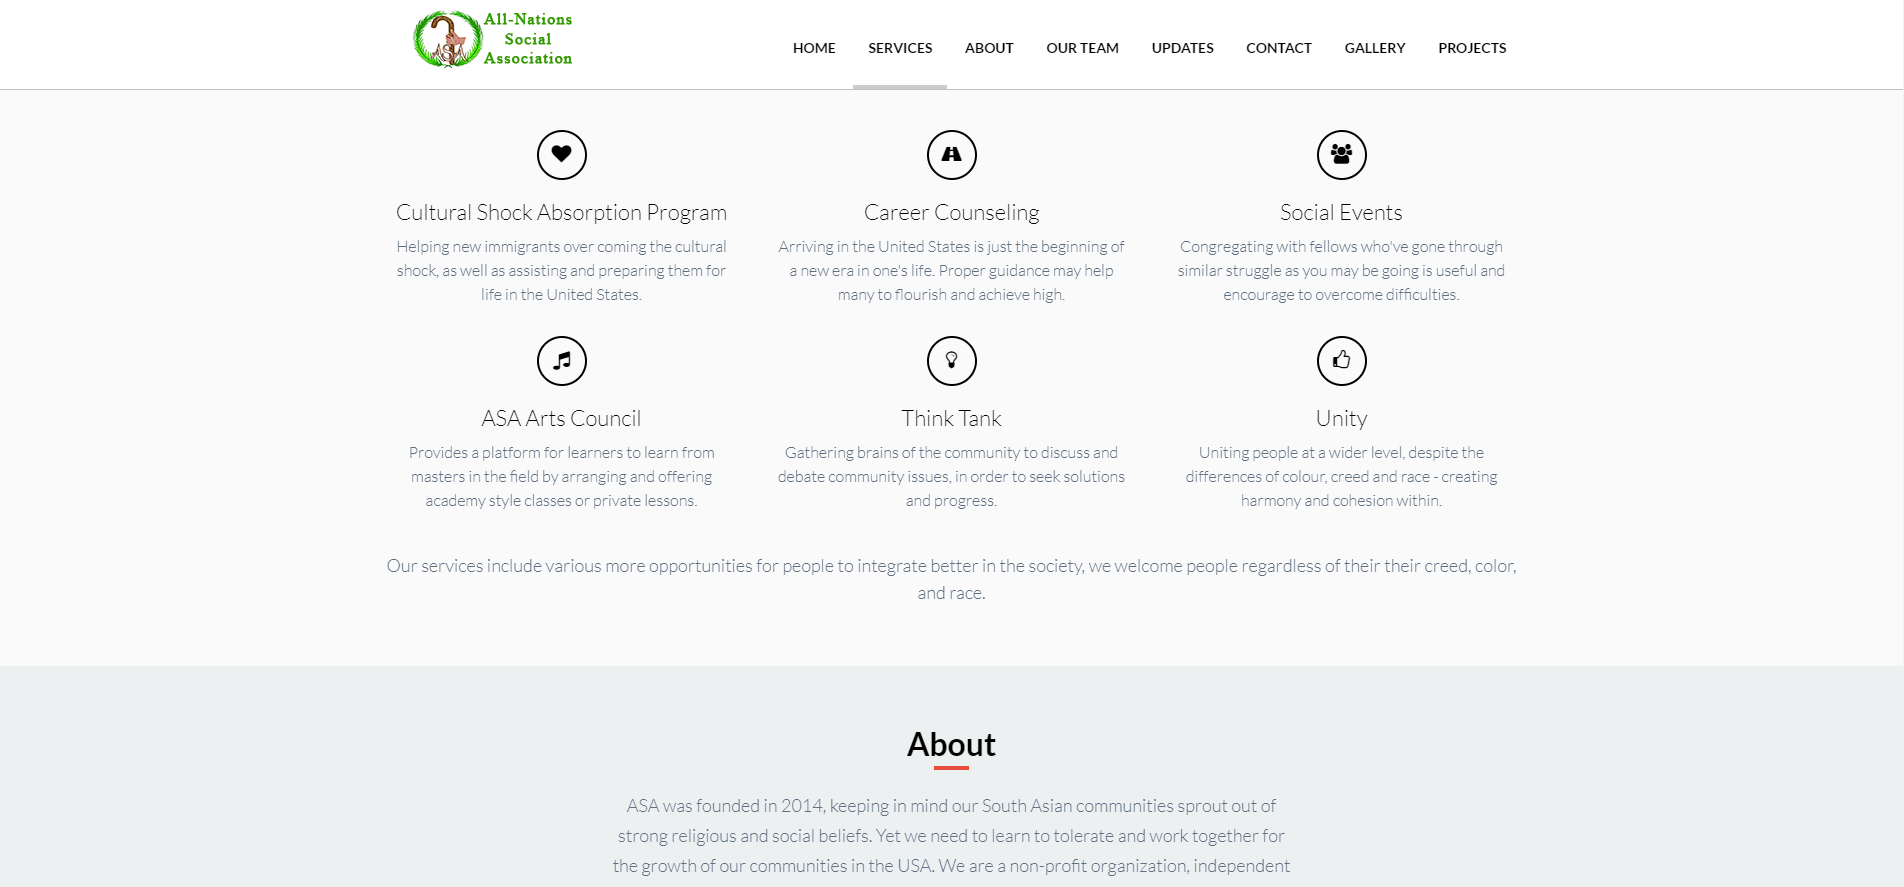 All-Nations
Social
Association
ASA
HOME SERVICES ABOUT OUR TEAM UPDATES CONTACT GALLERY PROJECTS
Cultural Shock Absorption Program
Helping new immigrants over coming the cultural
shock, as well as assisting and preparing them for
life in the United States.
Career Counseling
Arriving in the United States is just the beginning of
a new era in one's life. Proper guidance may help
many to flourish and achieve high.
Social Events
Congregating with fellows who've gone through
similar struggle as you may be going is useful and
encourage to overcome difficulties.
ASA Arts Council
Provides a platform for learners to learn from
masters in the field by arranging and offering
academy style classes or private lessons.
Think Tank
Gathering brains of the community to discuss and
debate community issues, in order to seek solutions
and progress.
Unity
Uniting people at a wider level, despite the
differences of colour, creed and race - creating
harmony and cohesion within.
Our services include various more opportunities for people to integrate better in the society, we welcome people regardless of their their creed, color,
and race.
About
ASA was founded in 2014, keeping in mind our South Asian communities sprout out of
strong religious and social beliefs. Yet we need to learn to tolerate and work together for
the growth of our communities in the USA. We are a non-profit organization, independent